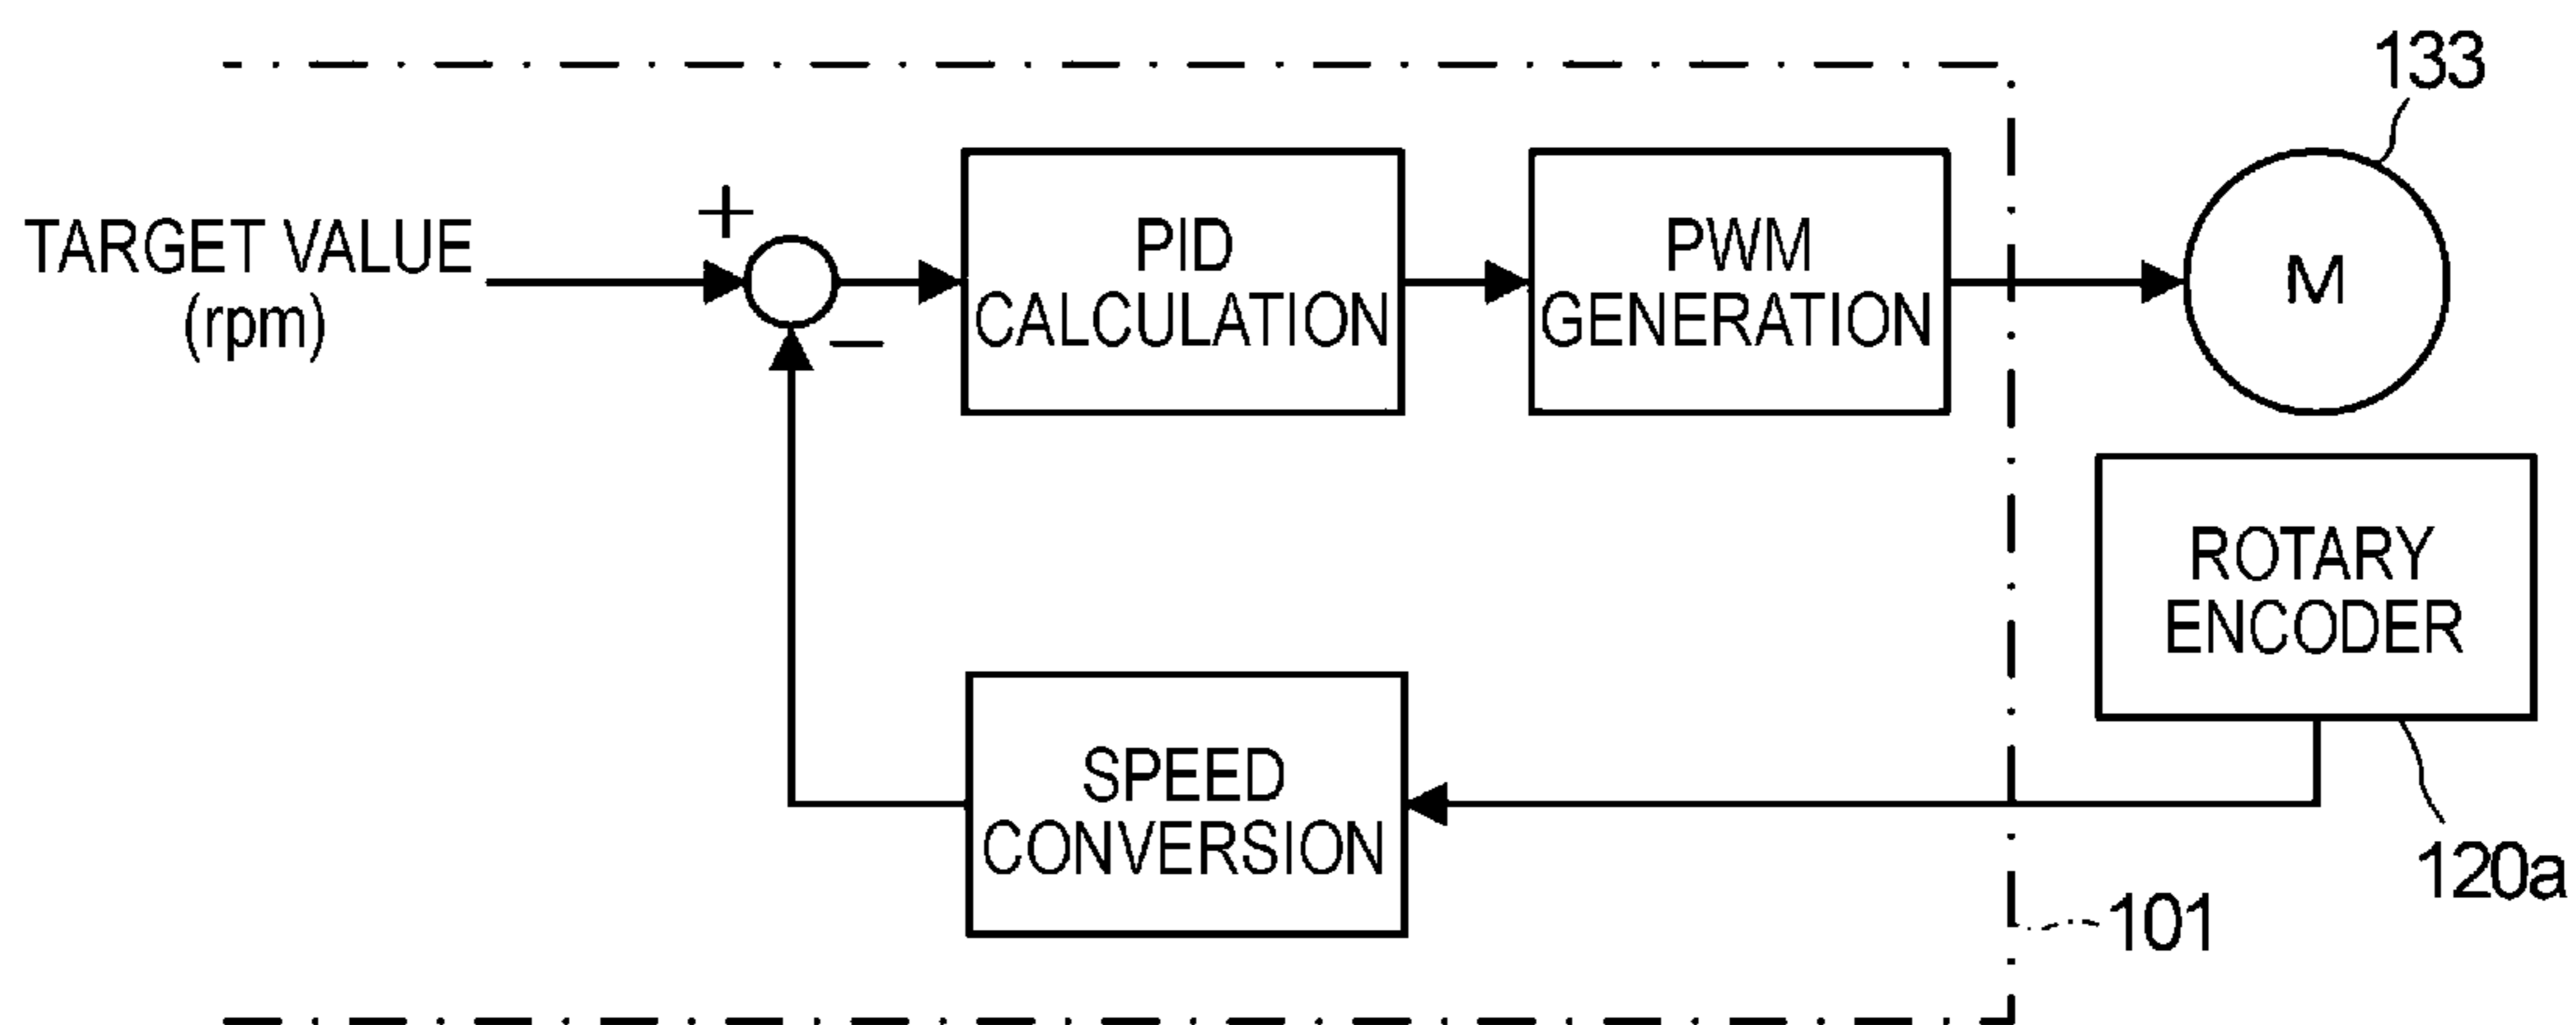 133
+
TARGET VALUE
(rpm)
−
PID
CALCULATION
PWM
GENERATION
M
ROTARY
ENCODER
SPEED
CONVERSION
120a
101